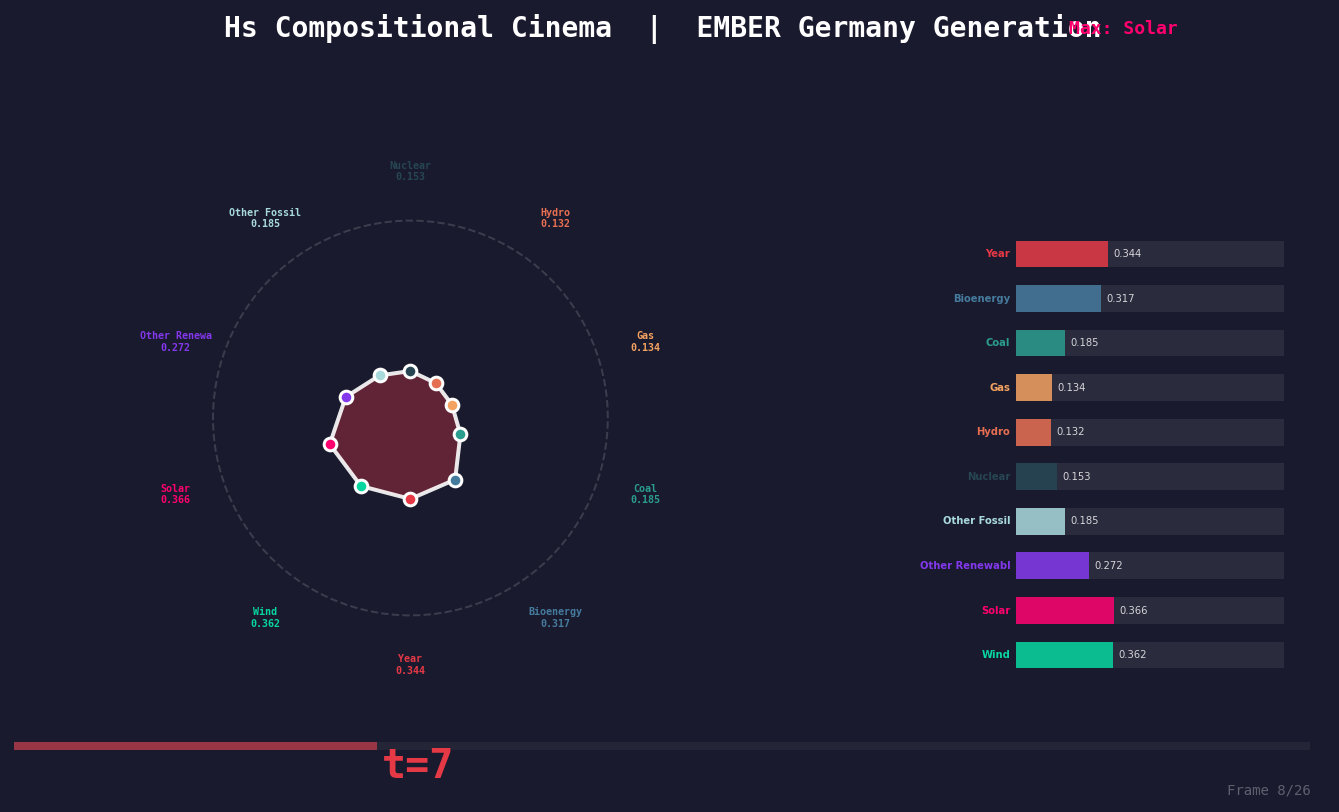 Hs Compositional Cinema | EMBER Germany Generation
Max: Solar
Nuclear
0.153
Other Fossil
0.185
Hydro
0.132
Other Renewa
0.272
Gas
0.134
Solar
0.366
Coal
0.185
Wind
0.362
Bioenergy
0.317
Year
0.344
Year 0.344
Bioenergy 0.317
Coal 0.185
Gas 0.134
Hydro 0.132
Nuclear 0.153
Other Fossil 0.185
Other Renewabl 0.272
Solar 0.366
Wind 0.362
t=7
Frame 8/26